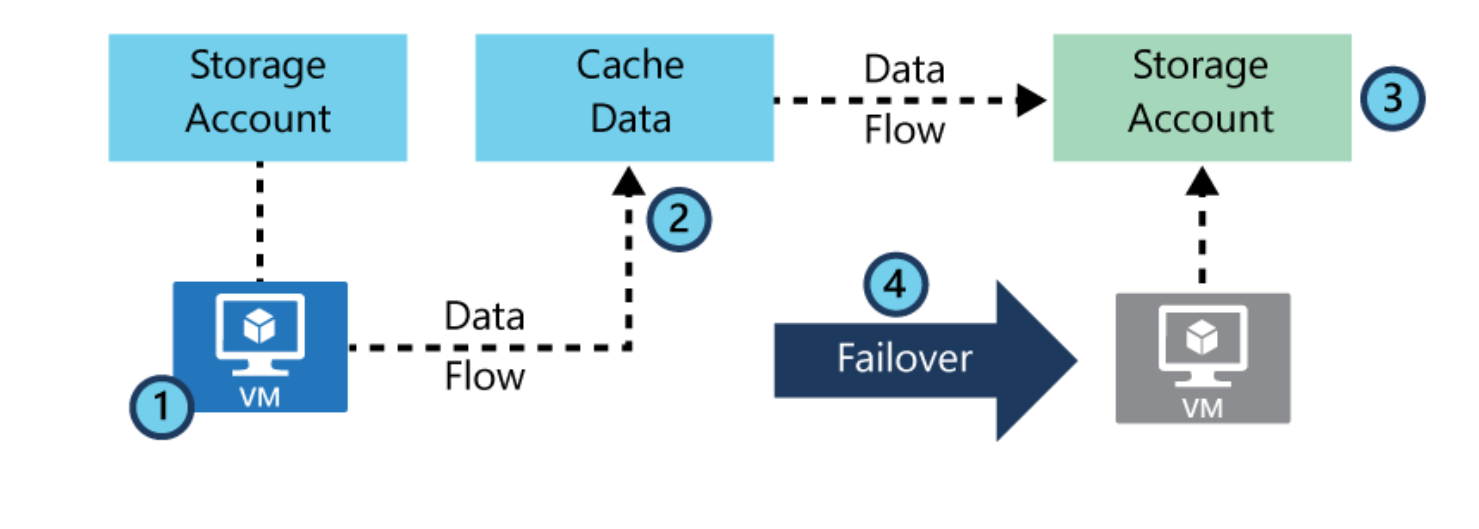 Storage
Account
Cache
Data
Data
Flow
Storage
Account
3
2
Data
Flow
4
Failover
1
VM
VM